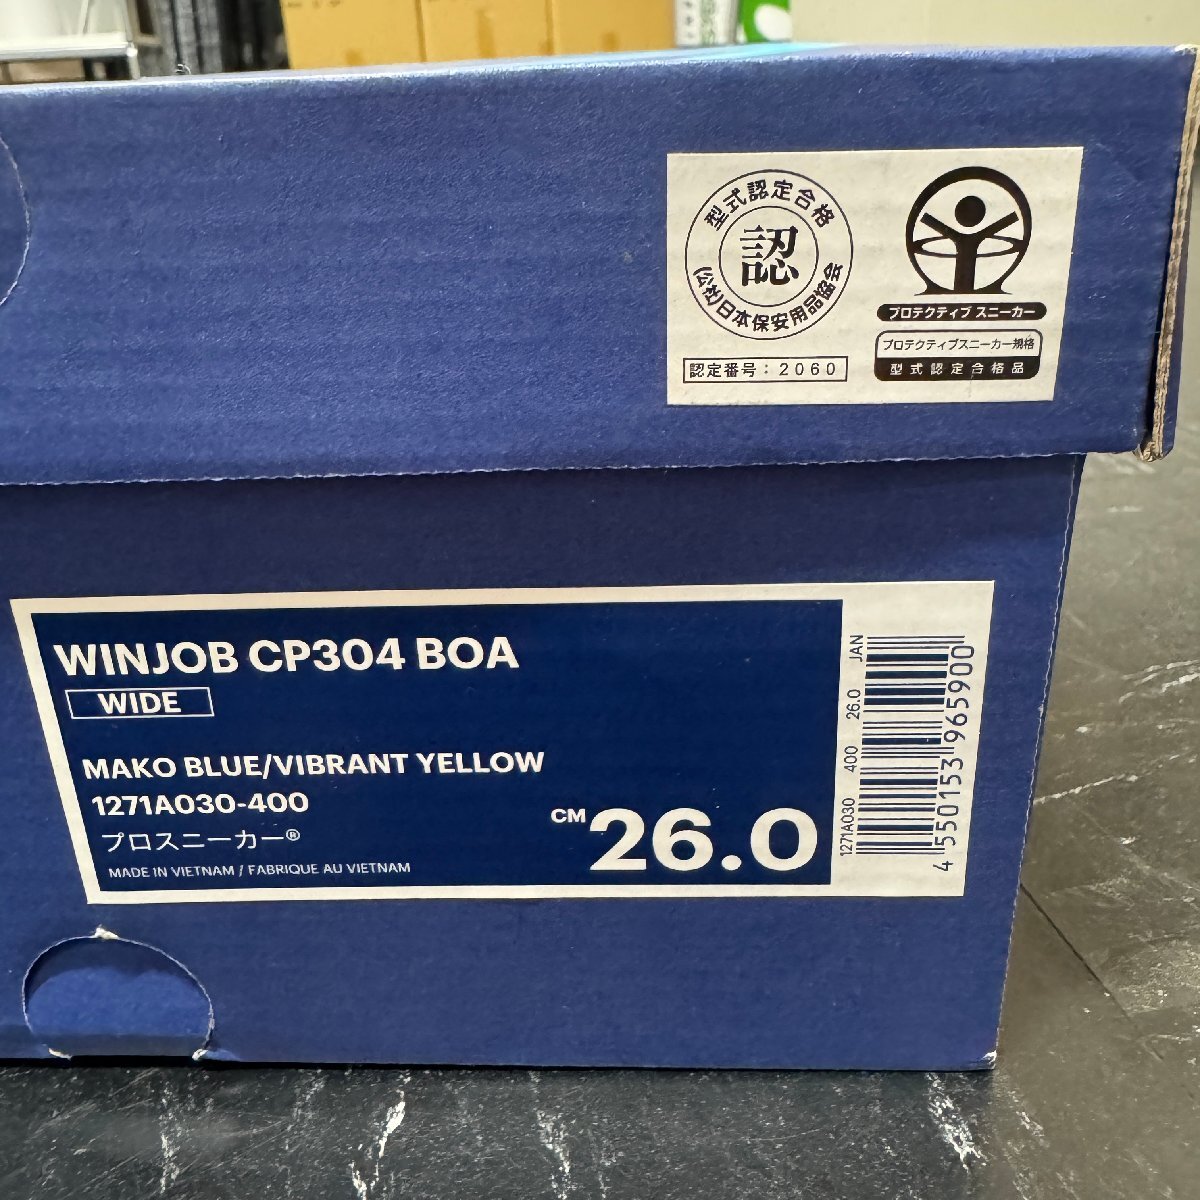 型式認定合格
認
(公社)日本保安用品協会
認定番号：2060
プロテクティブ スニーカー
プロテクティブスニーカー規格
型式認定合格品
WINJOB CP304 BOA
WIDE
MAKO BLUE/VIBRANT YELLOW
1271A030-400
プロスニーカー®
MADE IN VIETNAM / FABRIQUE AU VIETNAM
CM 26.0
1271A030 400 26.0 JAN
4550153965900